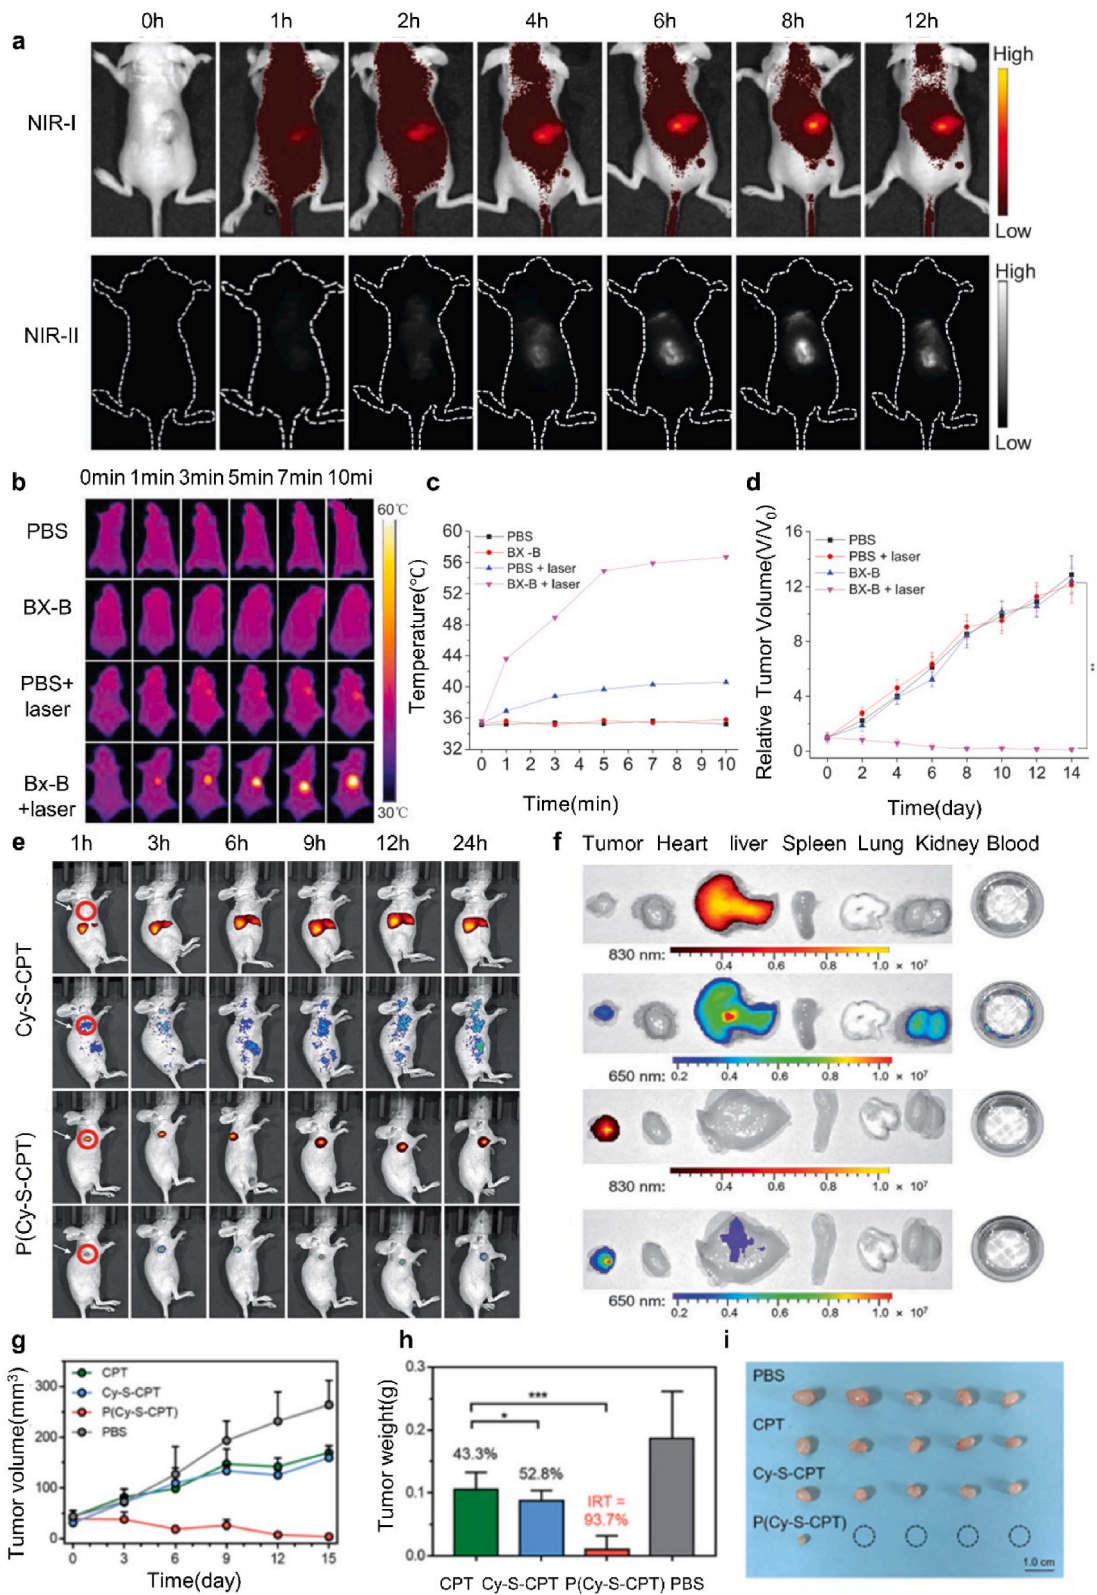 0h 1h 2h 4h 6h 8h 12h
a
NIR-I
High
Low
NIR-II
High
Low
b
0min 1min 3min 5min 7min 10mi
PBS
BX-B
PBS+
laser
Bx-B
+laser
60℃
30℃
c
Temperature(°C)
60
56
52
48
44
40
36
32
PBS
BX -B
PBS + laser
BX-B + laser
0 1 2 3 4 5 6 7 8 9 10
Time(min)
d
Relative Tumor Volume(V/V0)
16
12
8
4
0
PBS
PBS + laser
BX-B
BX-B + laser
**
0 2 4 6 8 10 12 14
Time(day)
e
1h 3h 6h 9h 12h 24h
Cy-S-CPT
P(Cy-S-CPT)
f
Tumor Heart liver Spleen Lung Kidney Blood
830 nm: 0.4 0.6 0.8 1.0 × 10⁷
650 nm: 0.2 0.4 0.6 0.8 1.0 × 10⁷
830 nm: 0.4 0.6 0.8 1.0 × 10⁷
650 nm: 0.2 0.4 0.6 0.8 1.0 × 10⁷
g
Tumor volume(mm³)
300
200
100
0
CPT
Cy-S-CPT
P(Cy-S-CPT)
PBS
0 3 6 9 12 15
Time(day)
h
Tumor weight(g)
0.3
0.2
0.1
0.0
***
*
43.3%
52.8%
IRT =
93.7%
CPT Cy-S-CPT P(Cy-S-CPT) PBS
i
PBS
CPT
Cy-S-CPT
P(Cy-S-CPT)
1.0 cm